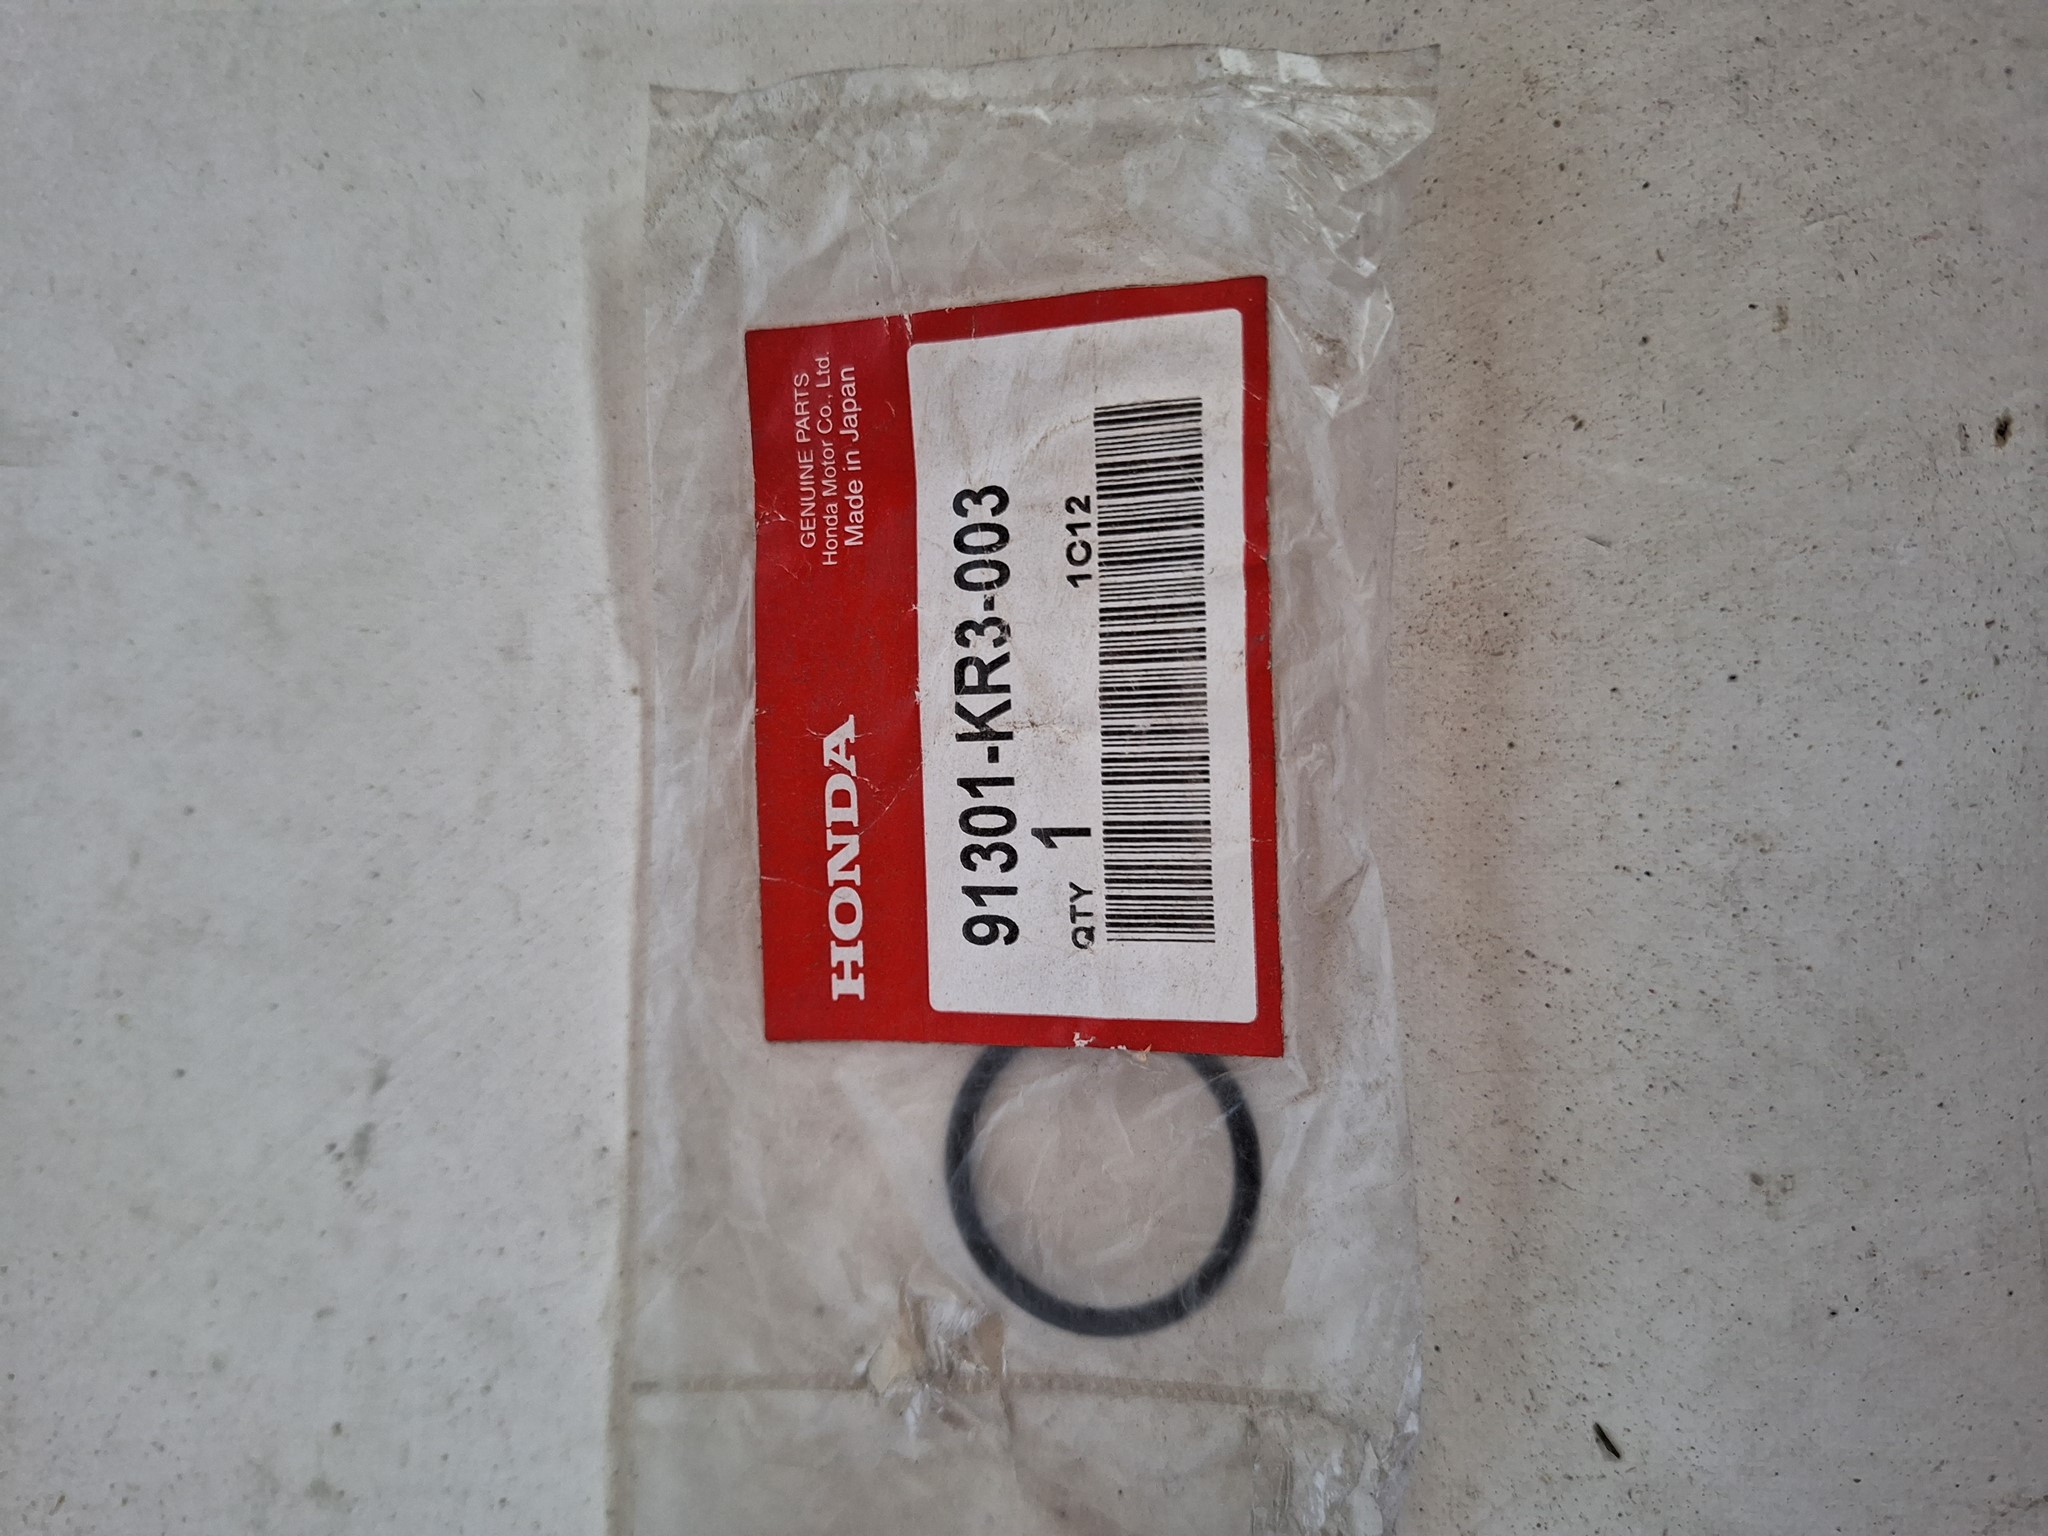 HONDA
GENUINE PARTS
Honda Motor Co., Ltd.
Made in Japan
91301-KR3-003
QTY 1
1C12